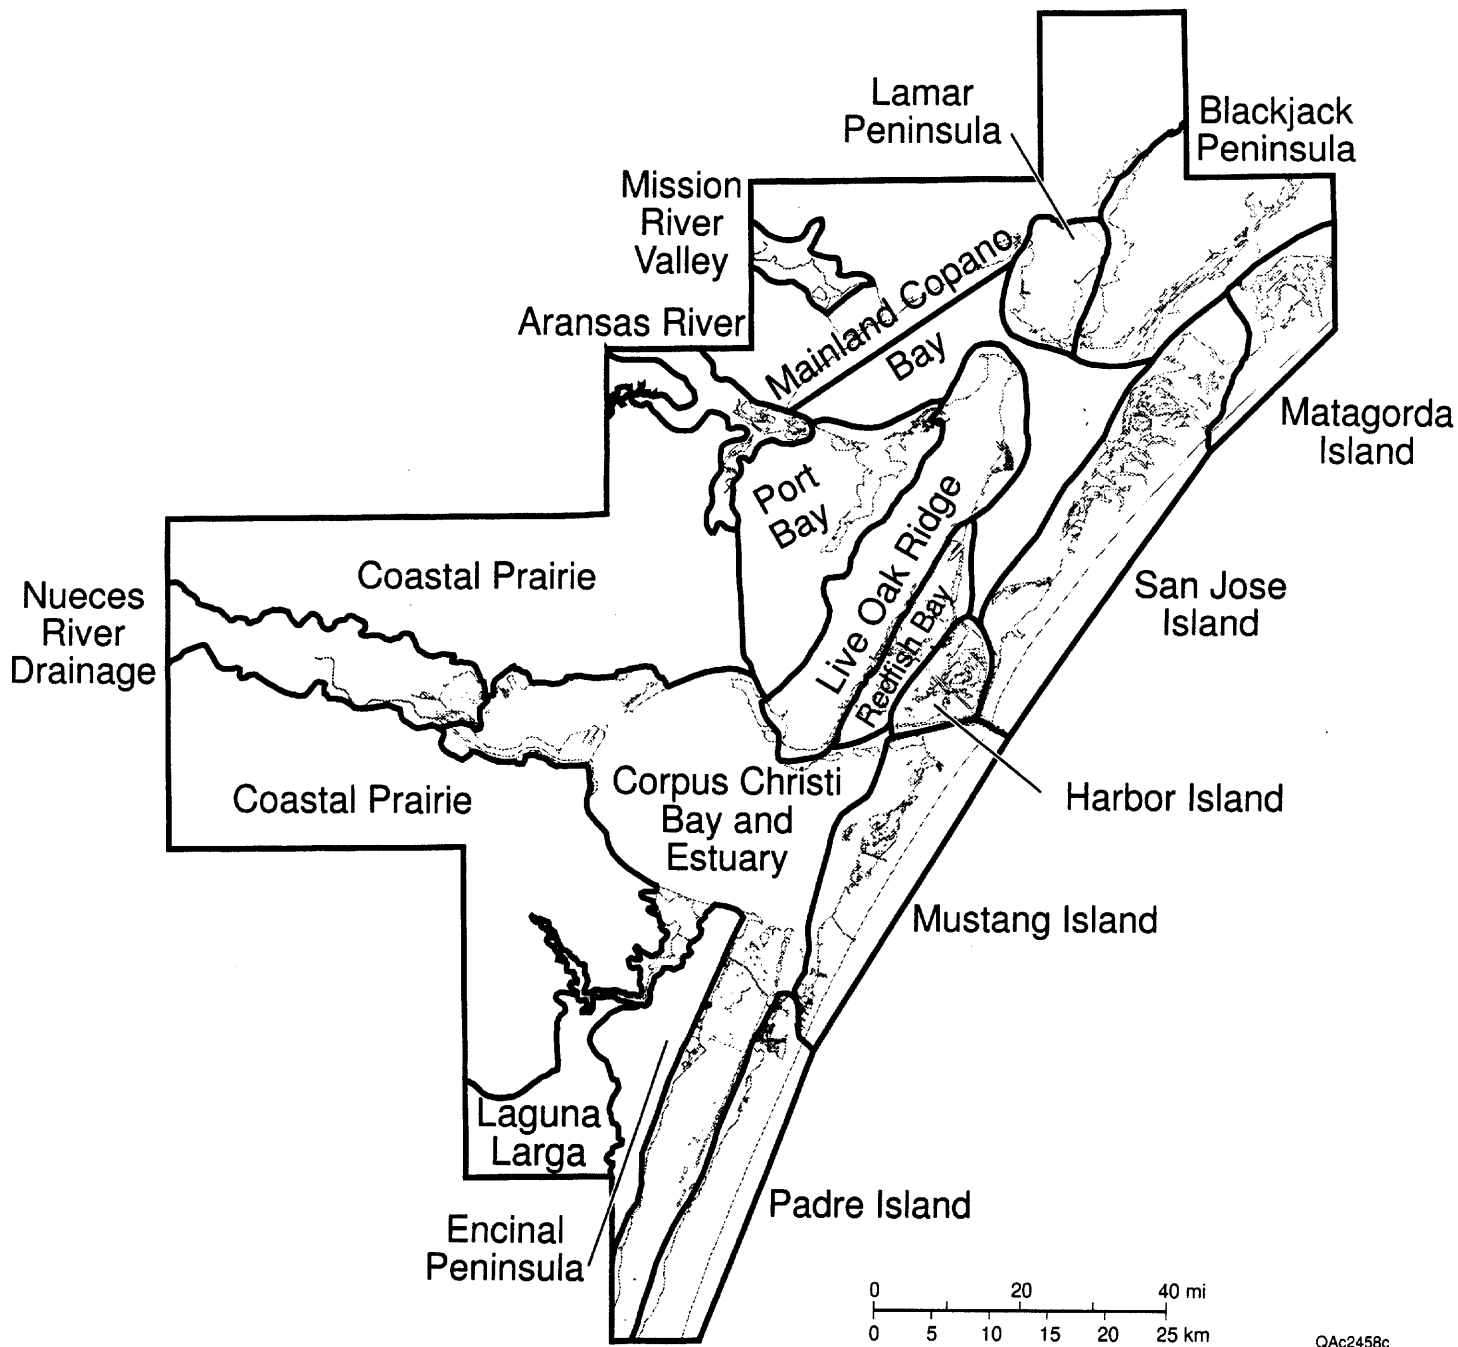 Lamar
Peninsula
Blackjack
Peninsula
Mission
River
Valley
Aransas River
Mainland Copano
Bay
Matagorda
Island
Port
Bay
Live Oak Ridge
Coastal Prairie
Nueces
River
Drainage
San Jose
Island
Redfish Bay
Corpus Christi
Bay and
Estuary
Coastal Prairie
Harbor Island
Mustang Island
Laguna
Larga
Padre Island
Encinal
Peninsula
0 20 40 mi
0 5 10 15 20 25 km
QAc2458c